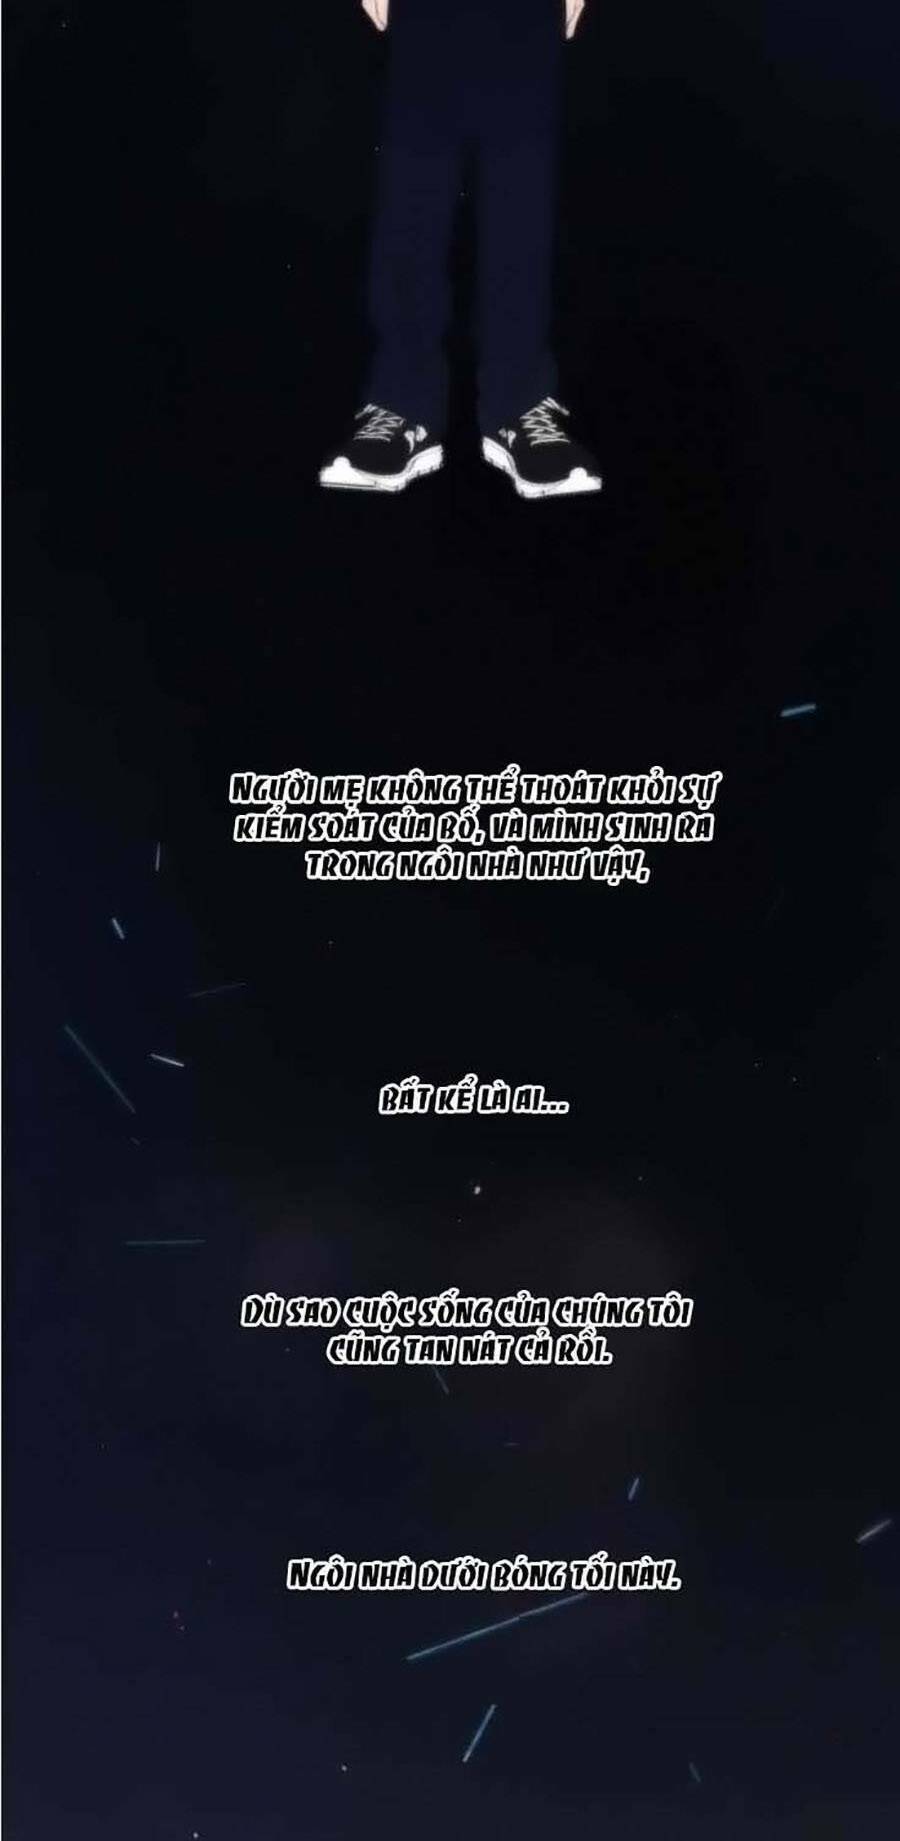 NGƯỜI MẸ KHÔNG THỂ THOÁT KHỎI SỰ
KIỂM SOÁT CỦA BỐ, VÀ MÌNH SINH RA
TRONG NGÔI NHÀ NHƯ VẬY,
BẤT KỂ LÀ AI...
DÙ SAO CUỘC SỐNG CỦA CHÚNG TÔI
CŨNG TAN NÁT CẢ RỒI.
NGÔI NHÀ DƯỚI BÓNG TỐI NÀY.